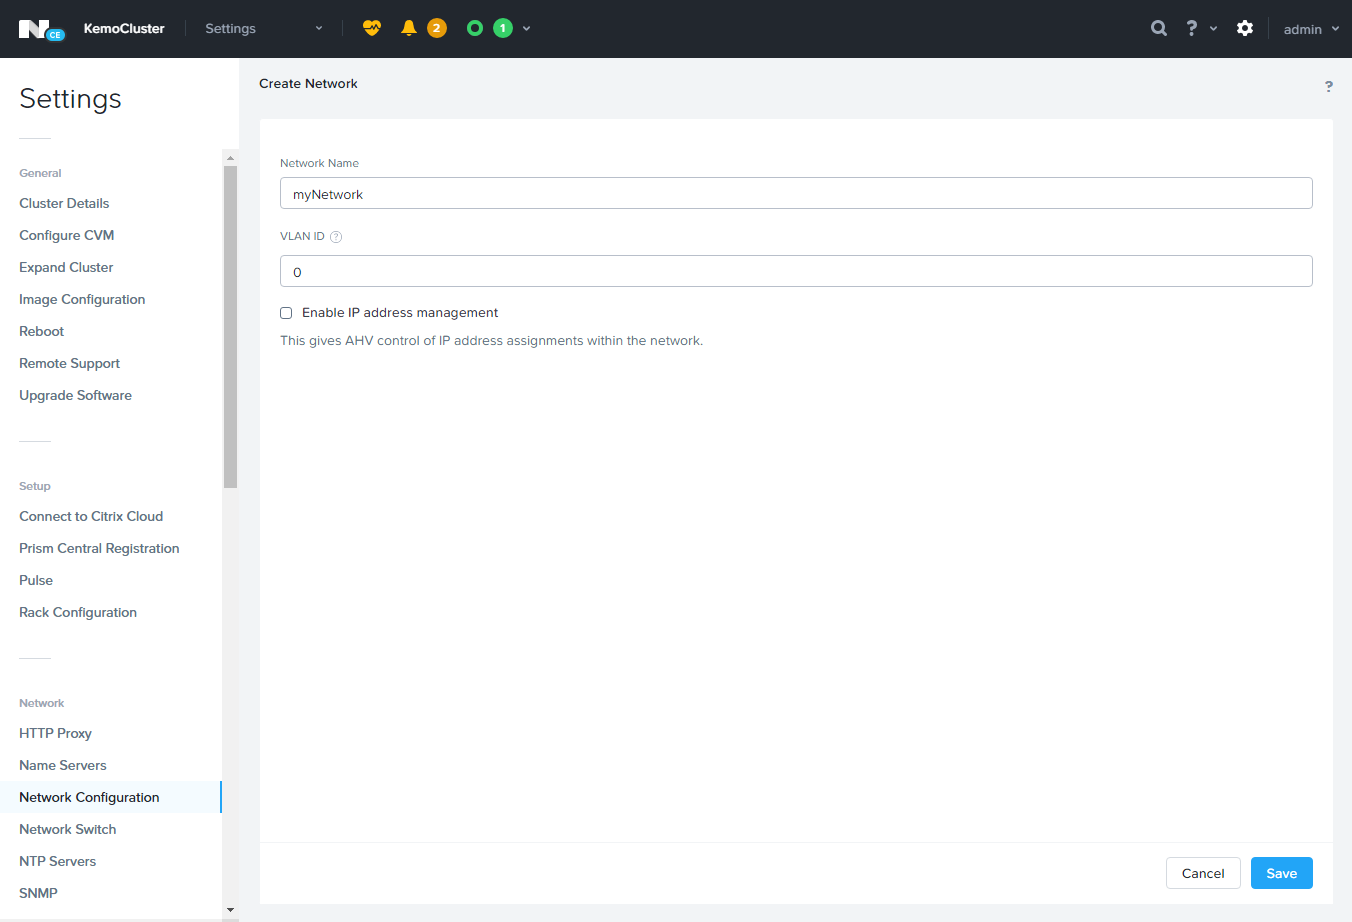 N CE KemoCluster Settings 2 1 ? admin
Settings
General
Cluster Details
Configure CVM
Expand Cluster
Image Configuration
Reboot
Remote Support
Upgrade Software
Setup
Connect to Citrix Cloud
Prism Central Registration
Pulse
Rack Configuration
Network
HTTP Proxy
Name Servers
Network Configuration
Network Switch
NTP Servers
SNMP
Create Network ?
Network Name
myNetwork
VLAN ID ?
0
Enable IP address management
This gives AHV control of IP address assignments within the network.
Cancel Save